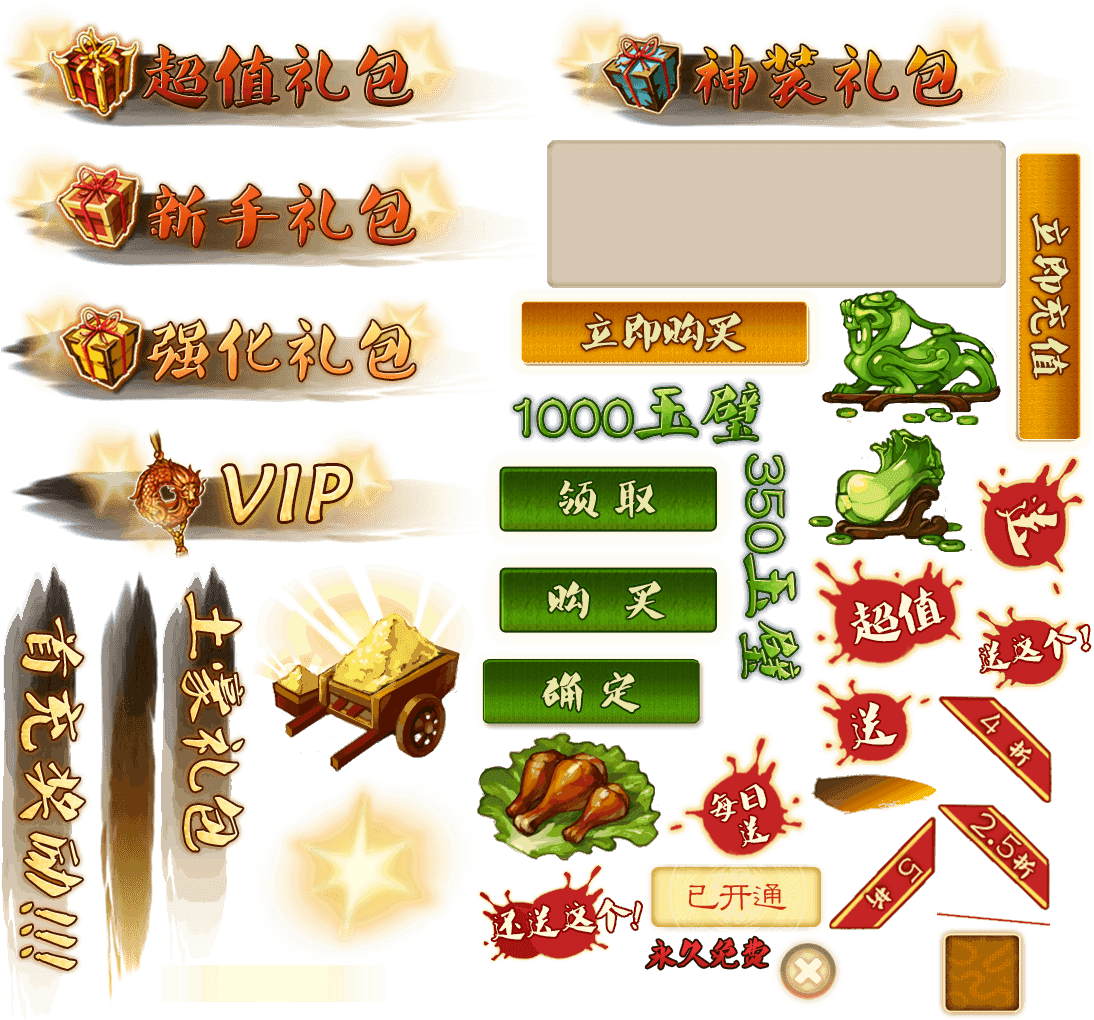 超值礼包
神装礼包
新手礼包
立即充值
立即购买
强化礼包
1000玉璧
VIP
领取
350玉璧
送
购 买
超值
首充奖励!!!
土豪礼包
送这个!
确定
送
4折
每日
送
2.5折
5折
已开通
还送这个!
永久免费